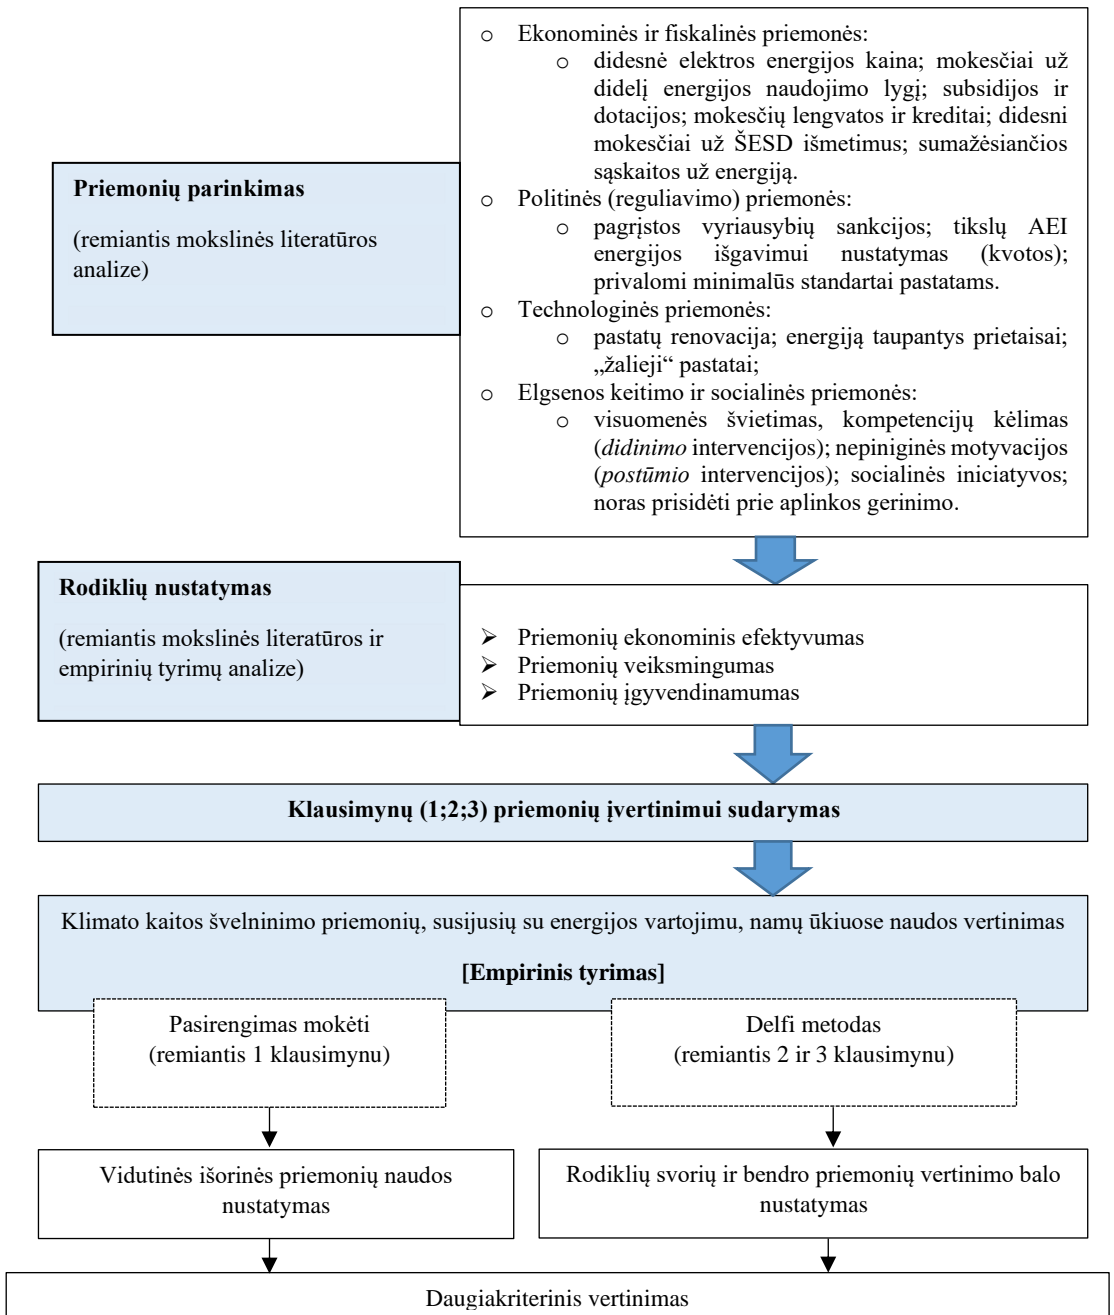 Priemonių parinkimas
(remiantis mokslinės literatūros
analize)
o Ekonominės ir fiskalinės priemonės:
o didesnė elektros energijos kaina; mokesčiai už
didelį energijos naudojimo lygį; subsidijos ir
dotacijos; mokesčių lengvatos ir kreditai; didesni
mokesčiai už ŠESD išmetimus; sumažėsiančios
sąskaitos už energiją.
o Politinės (reguliavimo) priemonės:
o pagrįstos vyriausybių sankcijos; tikslų AEI
energijos išgavimui nustatymas (kvotos);
privalomi minimalūs standartai pastatams.
o Technologinės priemonės:
o pastatų renovacija; energiją taupantys prietaisai;
„žalieji“ pastatai;
o Elgsenos keitimo ir socialinės priemonės:
o visuomenės švietimas, kompetencijų kėlimas
(didinimo intervencijos); nepiniginės motyvacijos
(postūmio intervencijos); socialinės iniciatyvos;
noras prisidėti prie aplinkos gerinimo.
Rodiklių nustatymas
(remiantis mokslinės literatūros ir
empirinių tyrimų analize)
➢ Priemonių ekonominis efektyvumas
➢ Priemonių veiksmingumas
➢ Priemonių įgyvendinamumas
Klausimynų (1;2;3) priemonių įvertinimui sudarymas
Klimato kaitos švelninimo priemonių, susijusių su energijos vartojimu, namų ūkiuose naudos vertinimas
[Empirinis tyrimas]
Pasirengimas mokėti
(remiantis 1 klausimynu)
Delfi metodas
(remiantis 2 ir 3 klausimynu)
Vidutinės išorinės priemonių naudos
nustatymas
Rodiklių svorių ir bendro priemonių vertinimo balo
nustatymas
Daugiakriterinis vertinimas